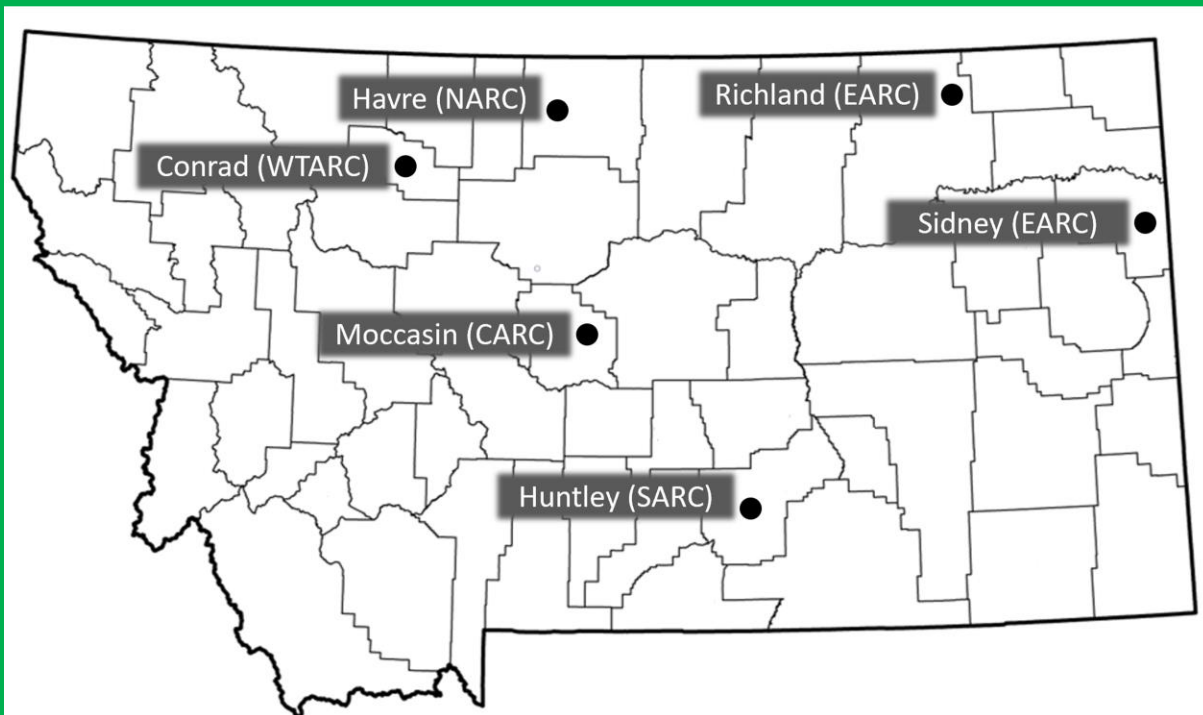 Havre (NARC)
Richland (EARC)
Conrad (WTARC)
Sidney (EARC)
Moccasin (CARC)
Huntley (SARC)